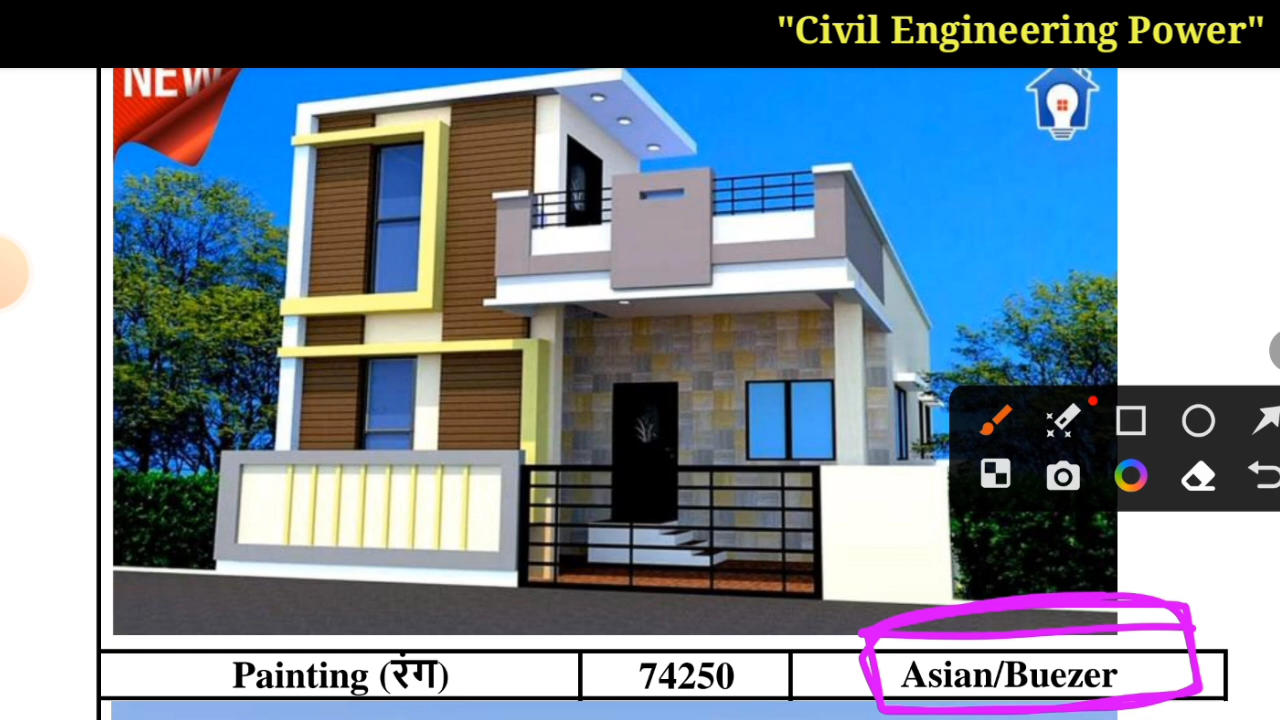 "Civil Engineering Power"
NEW
Painting (रंग) 74250 Asian/Buezer